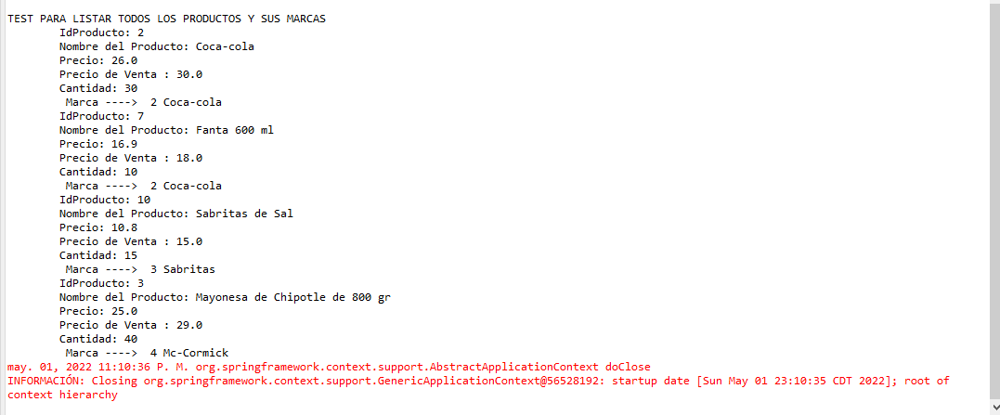 TEST PARA LISTAR TODOS LOS PRODUCTOS Y SUS MARCAS
IdProducto: 2
Nombre del Producto: Coca-cola
Precio: 26.0
Precio de Venta : 30.0
Cantidad: 30
Marca ----> 2 Coca-cola
IdProducto: 7
Nombre del Producto: Fanta 600 ml
Precio: 16.9
Precio de Venta : 18.0
Cantidad: 10
Marca ----> 2 Coca-cola
IdProducto: 10
Nombre del Producto: Sabritas de Sal
Precio: 10.8
Precio de Venta : 15.0
Cantidad: 15
Marca ----> 3 Sabritas
IdProducto: 3
Nombre del Producto: Mayonesa de Chipotle de 800 gr
Precio: 25.0
Precio de Venta : 29.0
Cantidad: 40
Marca ----> 4 Mc-Cormick
may. 01, 2022 11:10:36 P. M. org.springframework.context.support.AbstractApplicationContext doClose
INFORMACIÓN: Closing org.springframework.context.support.GenericApplicationContext@56528192: startup date [Sun May 01 23:10:35 CDT 2022]; root of
context hierarchy